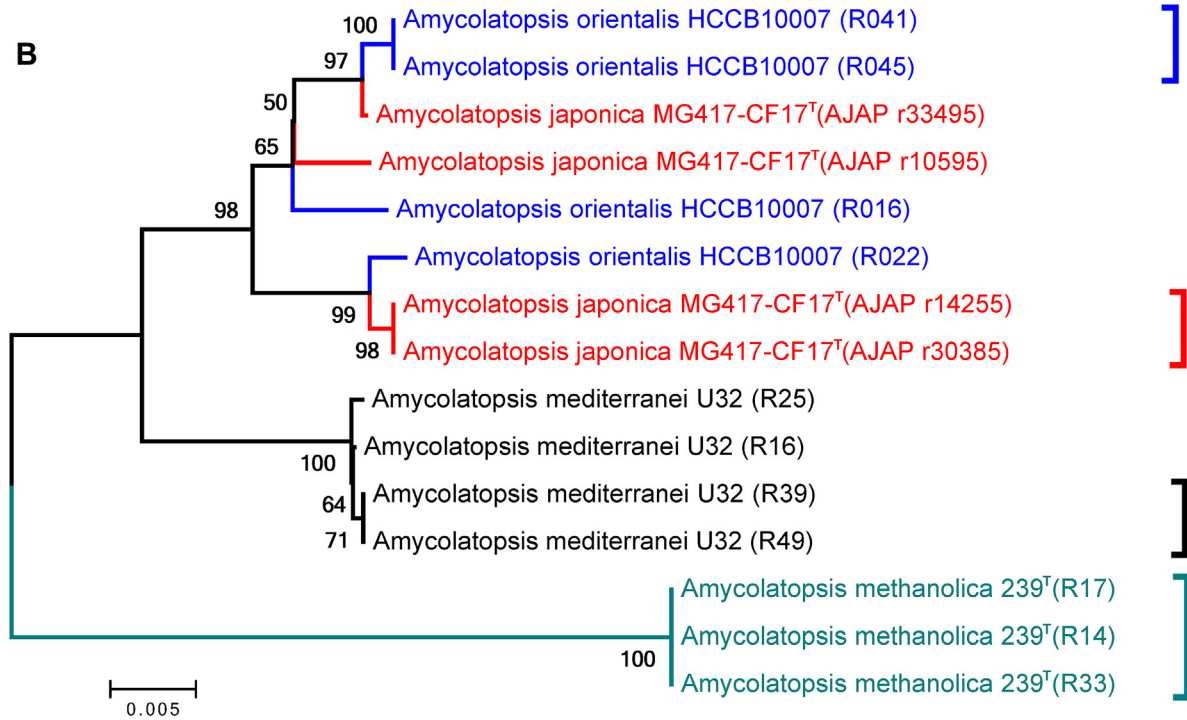 B
100
Amycolatopsis orientalis HCCB10007 (R041)
97
Amycolatopsis orientalis HCCB10007 (R045)
50
Amycolatopsis japonica MG417-CF17ᵀ(AJAP r33495)
65
Amycolatopsis japonica MG417-CF17ᵀ(AJAP r10595)
98
Amycolatopsis orientalis HCCB10007 (R016)
Amycolatopsis orientalis HCCB10007 (R022)
99
Amycolatopsis japonica MG417-CF17ᵀ(AJAP r14255)
98
Amycolatopsis japonica MG417-CF17ᵀ(AJAP r30385)
Amycolatopsis mediterranei U32 (R25)
100
Amycolatopsis mediterranei U32 (R16)
64
Amycolatopsis mediterranei U32 (R39)
71
Amycolatopsis mediterranei U32 (R49)
Amycolatopsis methanolica 239ᵀ(R17)
100
Amycolatopsis methanolica 239ᵀ(R14)
Amycolatopsis methanolica 239ᵀ(R33)
0.005